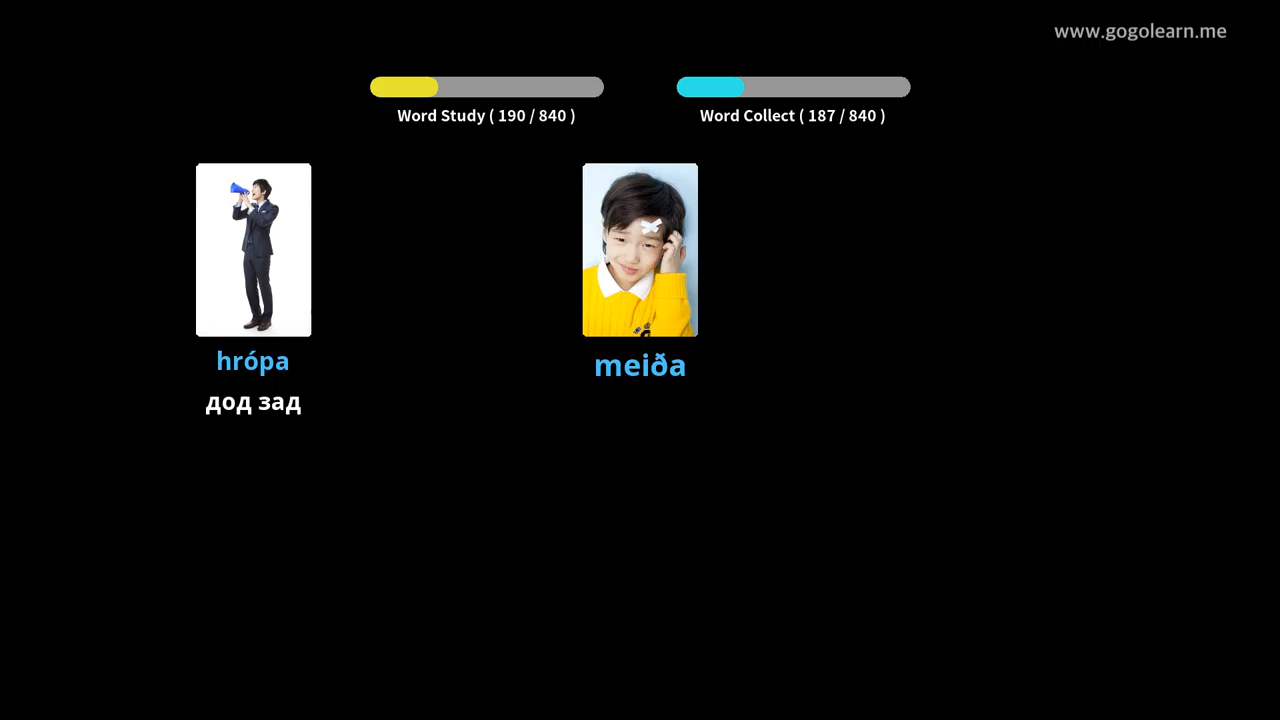 www.gogolearn.me
Word Study ( 190 / 840 )
Word Collect ( 187 / 840 )
hrópa
дод зад
meiða